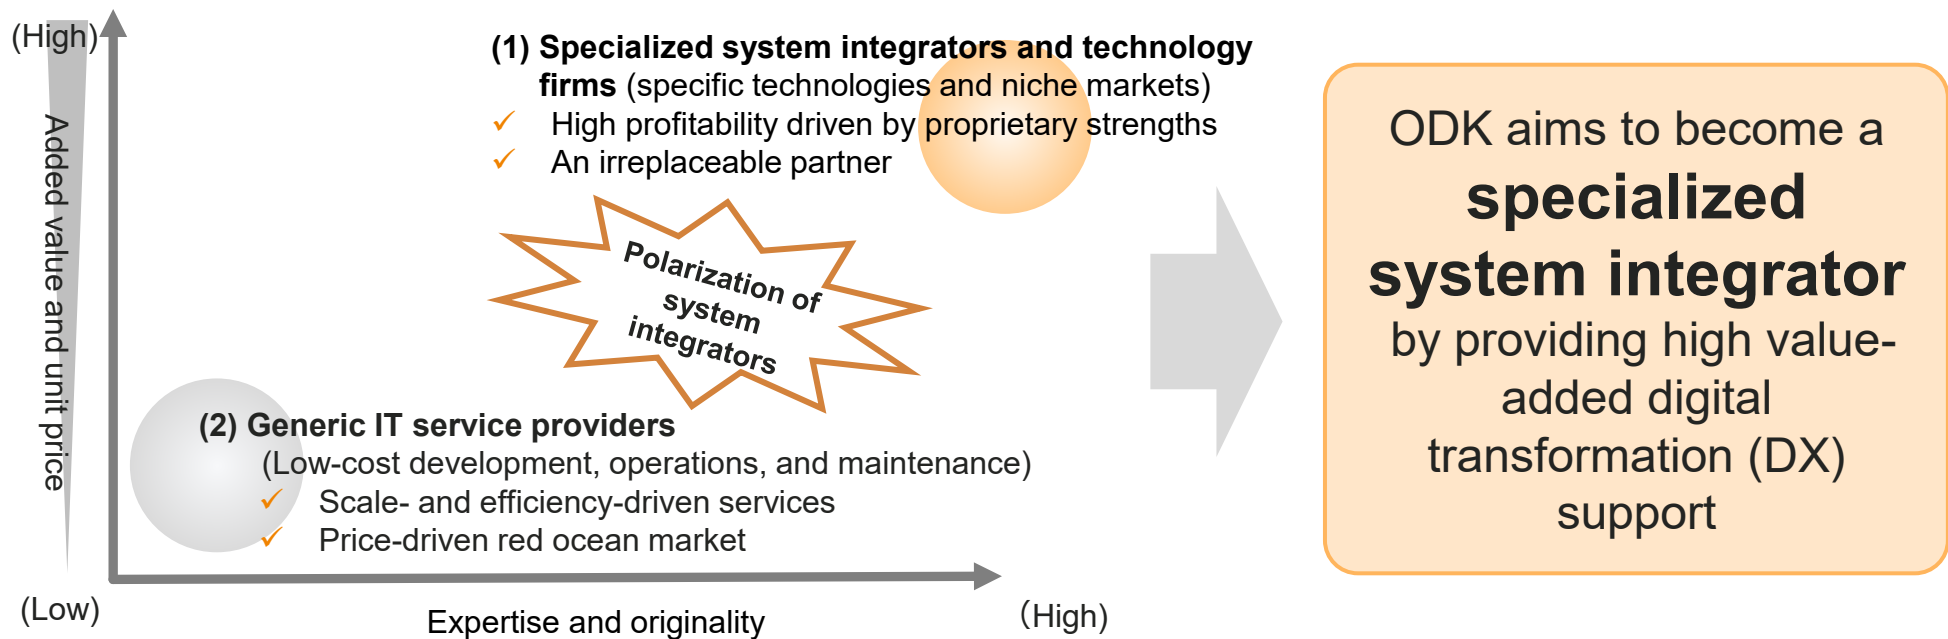 (High)
Added value and unit price
(1) Specialized system integrators and technology
firms (specific technologies and niche markets)
✓ High profitability driven by proprietary strengths
✓ An irreplaceable partner
Polarization of
system
integrators
(2) Generic IT service providers
(Low-cost development, operations, and maintenance)
✓ Scale- and efficiency-driven services
✓ Price-driven red ocean market
(Low)
Expertise and originality
(High)
ODK aims to become a
specialized
system integrator
by providing high value-
added digital
transformation (DX)
support